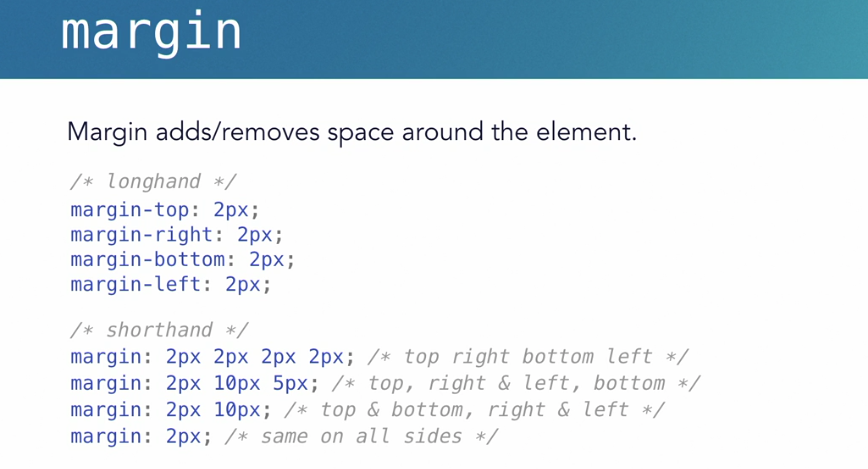 margin
Margin adds/removes space around the element.
/* longhand */
margin-top: 2px;
margin-right: 2px;
margin-bottom: 2px;
margin-left: 2px;
/* shorthand */
margin: 2px 2px 2px 2px; /* top right bottom left */
margin: 2px 10px 5px; /* top, right & left, bottom */
margin: 2px 10px; /* top & bottom, right & left */
margin: 2px; /* same on all sides */